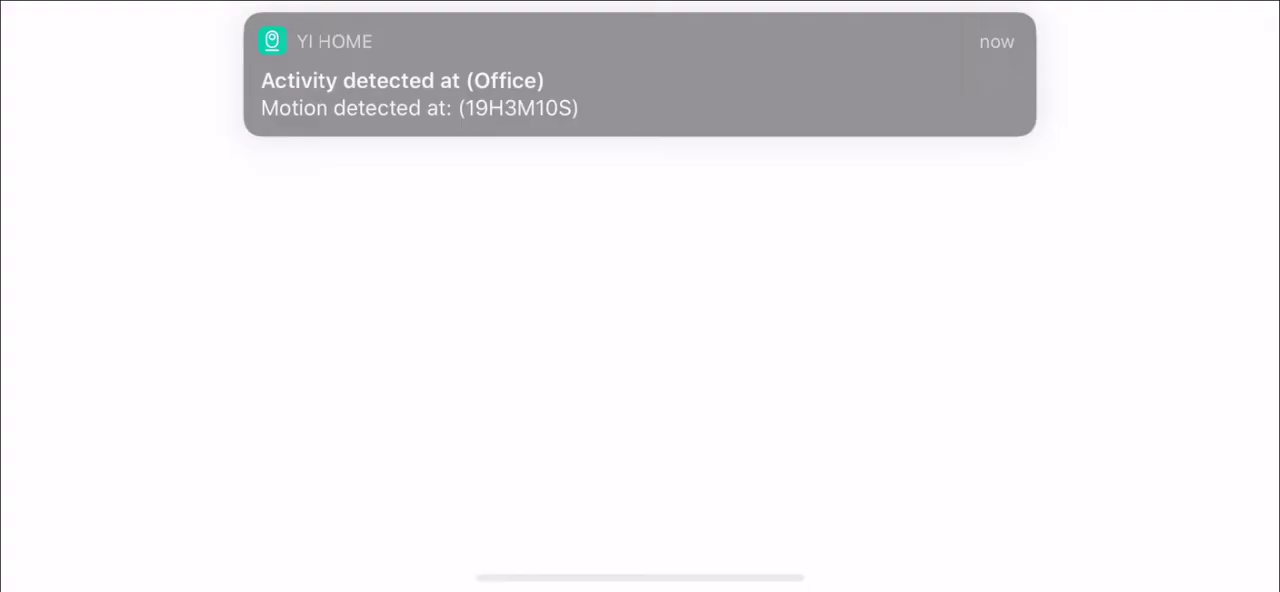 YI HOME
now
Activity detected at (Office)
Motion detected at: (19H3M10S)